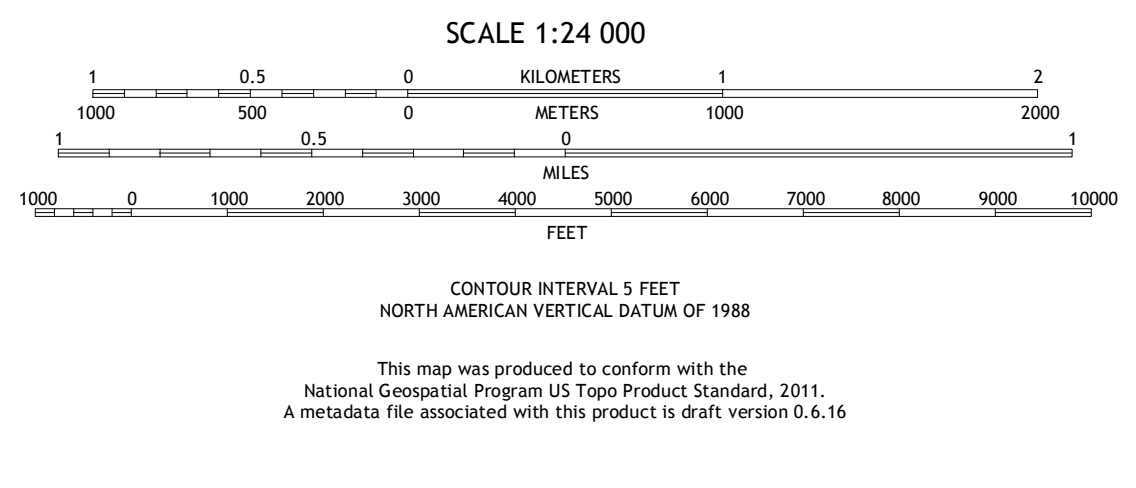 SCALE 1:24 000
1 0.5 0 KILOMETERS 1 2
1000 500 0 METERS 1000 2000
1 0.5 0 1
MILES
1000 0 1000 2000 3000 4000 5000 6000 7000 8000 9000 10000
FEET
CONTOUR INTERVAL 5 FEET
NORTH AMERICAN VERTICAL DATUM OF 1988
This map was produced to conform with the
National Geospatial Program US Topo Product Standard, 2011.
A metadata file associated with this product is draft version 0.6.16